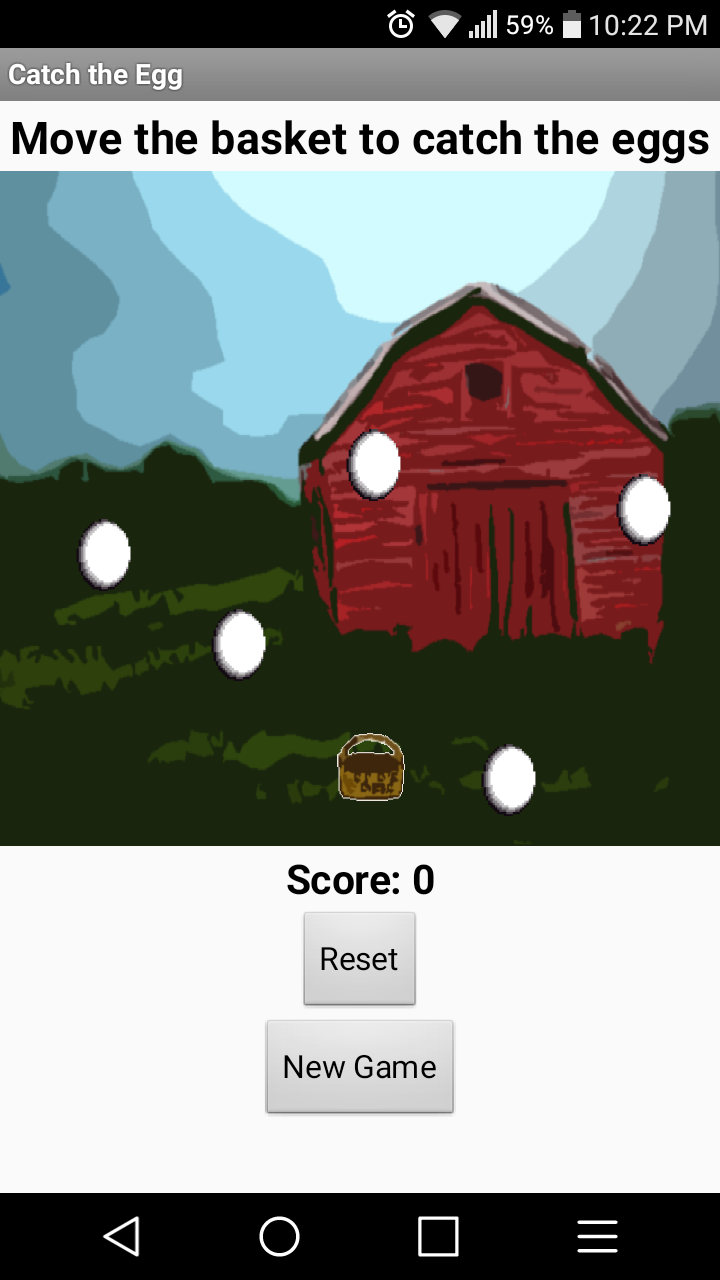 59% 10:22 PM
Catch the Egg
Move the basket to catch the eggs
Score: 0
Reset
New Game